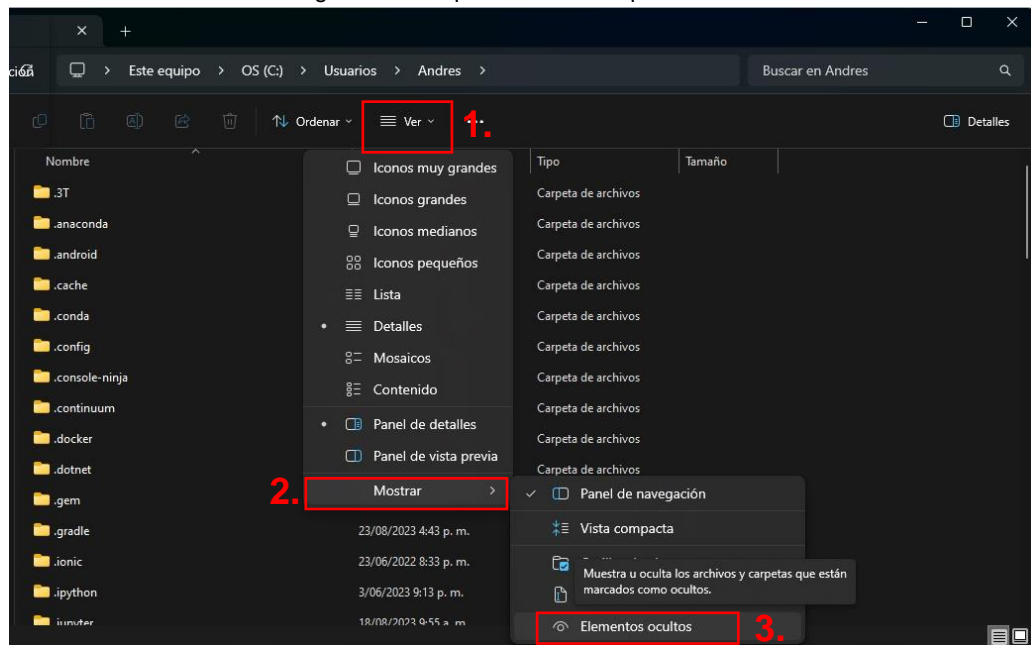 ción
Este equipo > OS (C:) > Usuarios > Andres >
Buscar en Andres
Ordenar
Ver
1.
...
Detalles
Nombre
Tipo
Tamaño
.3T
Carpeta de archivos
.anaconda
Carpeta de archivos
.android
Carpeta de archivos
.cache
Carpeta de archivos
.conda
Carpeta de archivos
.config
Carpeta de archivos
.console-ninja
Carpeta de archivos
.continuum
Carpeta de archivos
.docker
Carpeta de archivos
.dotnet
Carpeta de archivos
.gem
.gradle
23/08/2023 4:43 p. m.
.ionic
23/06/2022 8:33 p. m.
.ipython
3/06/2023 9:13 p. m.
.jupyter
18/08/2023 9:55 a. m.
Iconos muy grandes
Iconos grandes
Iconos medianos
Iconos pequeños
Lista
Detalles
Mosaicos
Contenido
Panel de detalles
Panel de vista previa
2.
Mostrar
Panel de navegación
Vista compacta
Muestra u oculta los archivos y carpetas que están
marcados como ocultos.
Elementos ocultos
3.